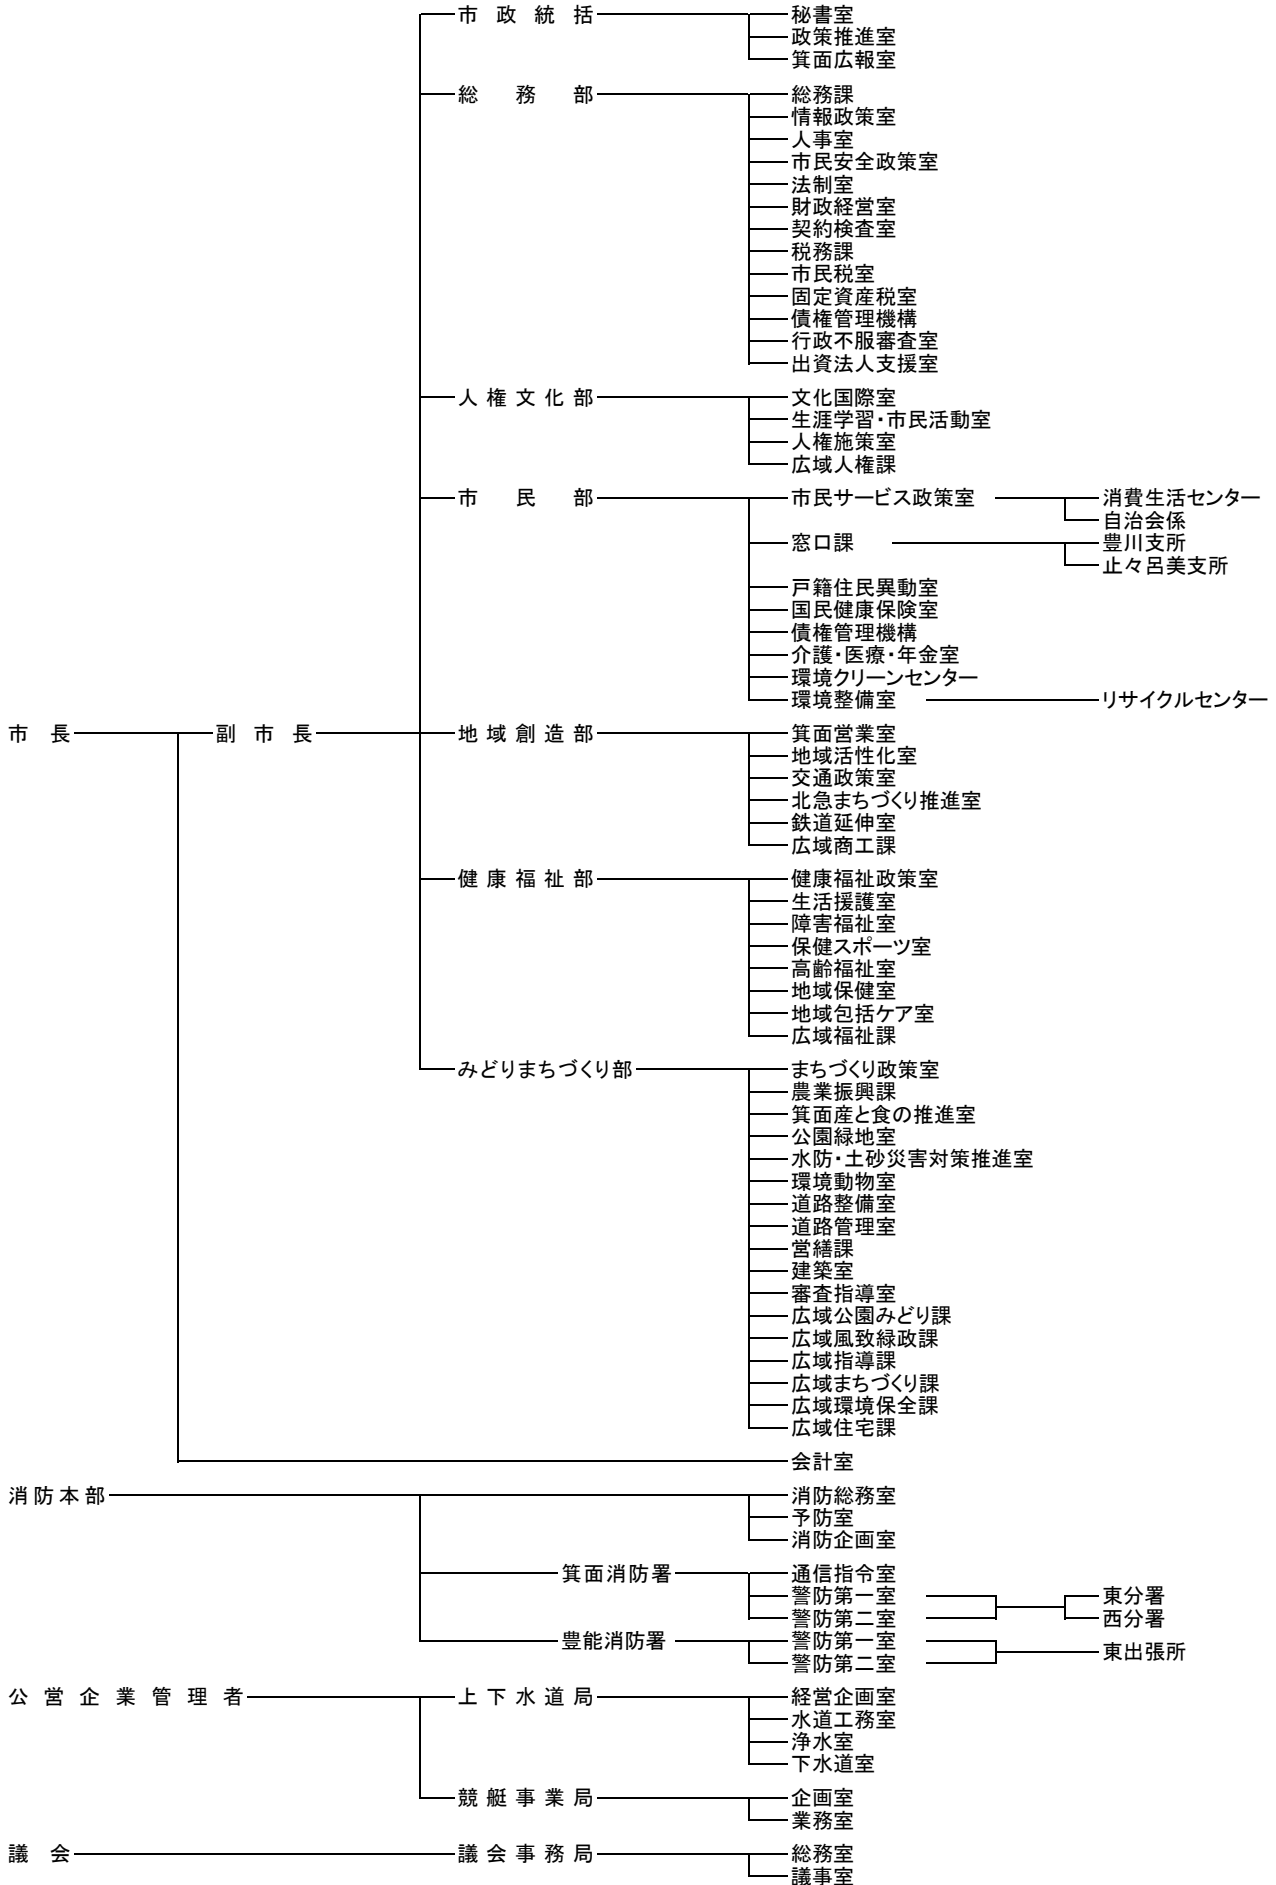 市政統括 秘書室
政策推進室
箕面広報室
総務部 総務課
情報政策室
人事室
市民安全政策室
法制室
財政経営室
契約検査室
税務課
市民税室
固定資産税室
債権管理機構
行政不服審査室
出資法人支援室
人権文化部 文化国際室
生涯学習・市民活動室
人権施策室
広域人権課
市民部 市民サービス政策室 消費生活センター
自治会係
窓口課 豊川支所
止々呂美支所
戸籍住民異動室
国民健康保険室
債権管理機構
介護・医療・年金室
環境クリーンセンター
環境整備室 リサイクルセンター
市長 副市長 地域創造部 箕面営業室
地域活性化室
交通政策室
北急まちづくり推進室
鉄道延伸室
広域商工課
健康福祉部 健康福祉政策室
生活援護室
障害福祉室
保健スポーツ室
高齢福祉室
地域保健室
地域包括ケア室
広域福祉課
みどりまちづくり部 まちづくり政策室
農業振興課
箕面産と食の推進室
公園緑地室
水防・土砂災害対策推進室
環境動物室
道路整備室
道路管理室
営繕課
建築室
審査指導室
広域公園みどり課
広域風致緑政課
広域指導課
広域まちづくり課
広域環境保全課
広域住宅課
会計室
消防本部 消防総務室
予防室
消防企画室
箕面消防署 通信指令室
警防第一室 東分署
警防第二室 西分署
豊能消防署 警防第一室 東出張所
警防第二室
公営企業管理者 上下水道局 経営企画室
水道工務室
浄水室
下水道室
競艇事業局 企画室
業務室
議会 議会事務局 総務室
議事室